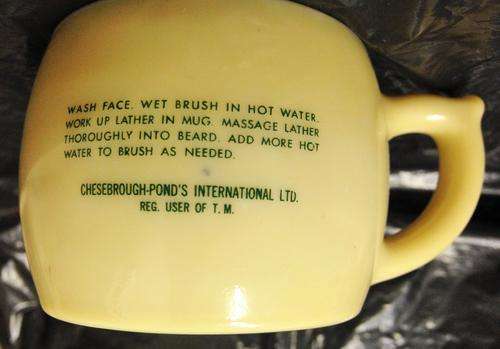 WASH FACE. WET BRUSH IN HOT WATER.
WORK UP LATHER IN MUG. MASSAGE LATHER
THOROUGHLY INTO BEARD. ADD MORE HOT
WATER TO BRUSH AS NEEDED.
CHESEBROUGH-POND'S INTERNATIONAL LTD.
REG. USER OF T.M.